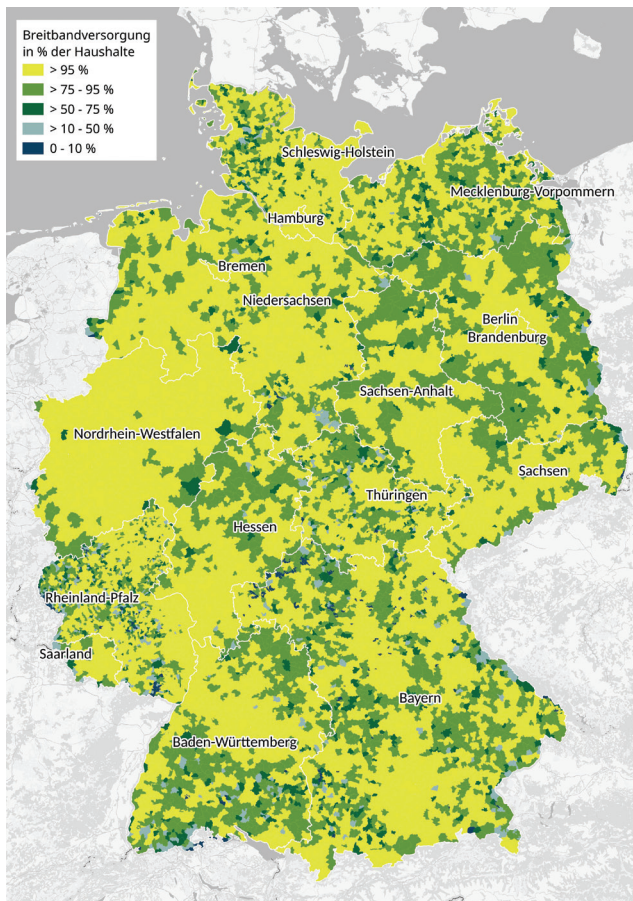 Breitbandversorgung
in % der Haushalte
> 95 %
> 75 - 95 %
> 50 - 75 %
> 10 - 50 %
0 - 10 %
Schleswig-Holstein
Mecklenburg-Vorpommern
Hamburg
Bremen
Niedersachsen
Berlin
Brandenburg
Sachsen-Anhalt
Nordrhein-Westfalen
Sachsen
Thüringen
Hessen
Rheinland-Pfalz
Saarland
Bayern
Baden-Württemberg